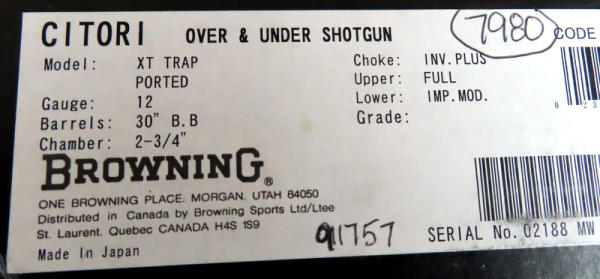 CITORI OVER & UNDER SHOTGUN 7980 CODE
Model: XT TRAP Choke: INV.PLUS
PORTED Upper: FULL
Gauge: 12 Lower: IMP.MOD.
Barrels: 30" B.B Grade:
Chamber: 2-3/4"
BROWNING®
ONE BROWNING PLACE. MORGAN. UTAH 84050
Distributed in Canada by Browning Sports Ltd/Ltee
St. Laurent. Quebec CANADA H4S 1S9
Made In Japan 911757 SERIAL No. 02188 MW